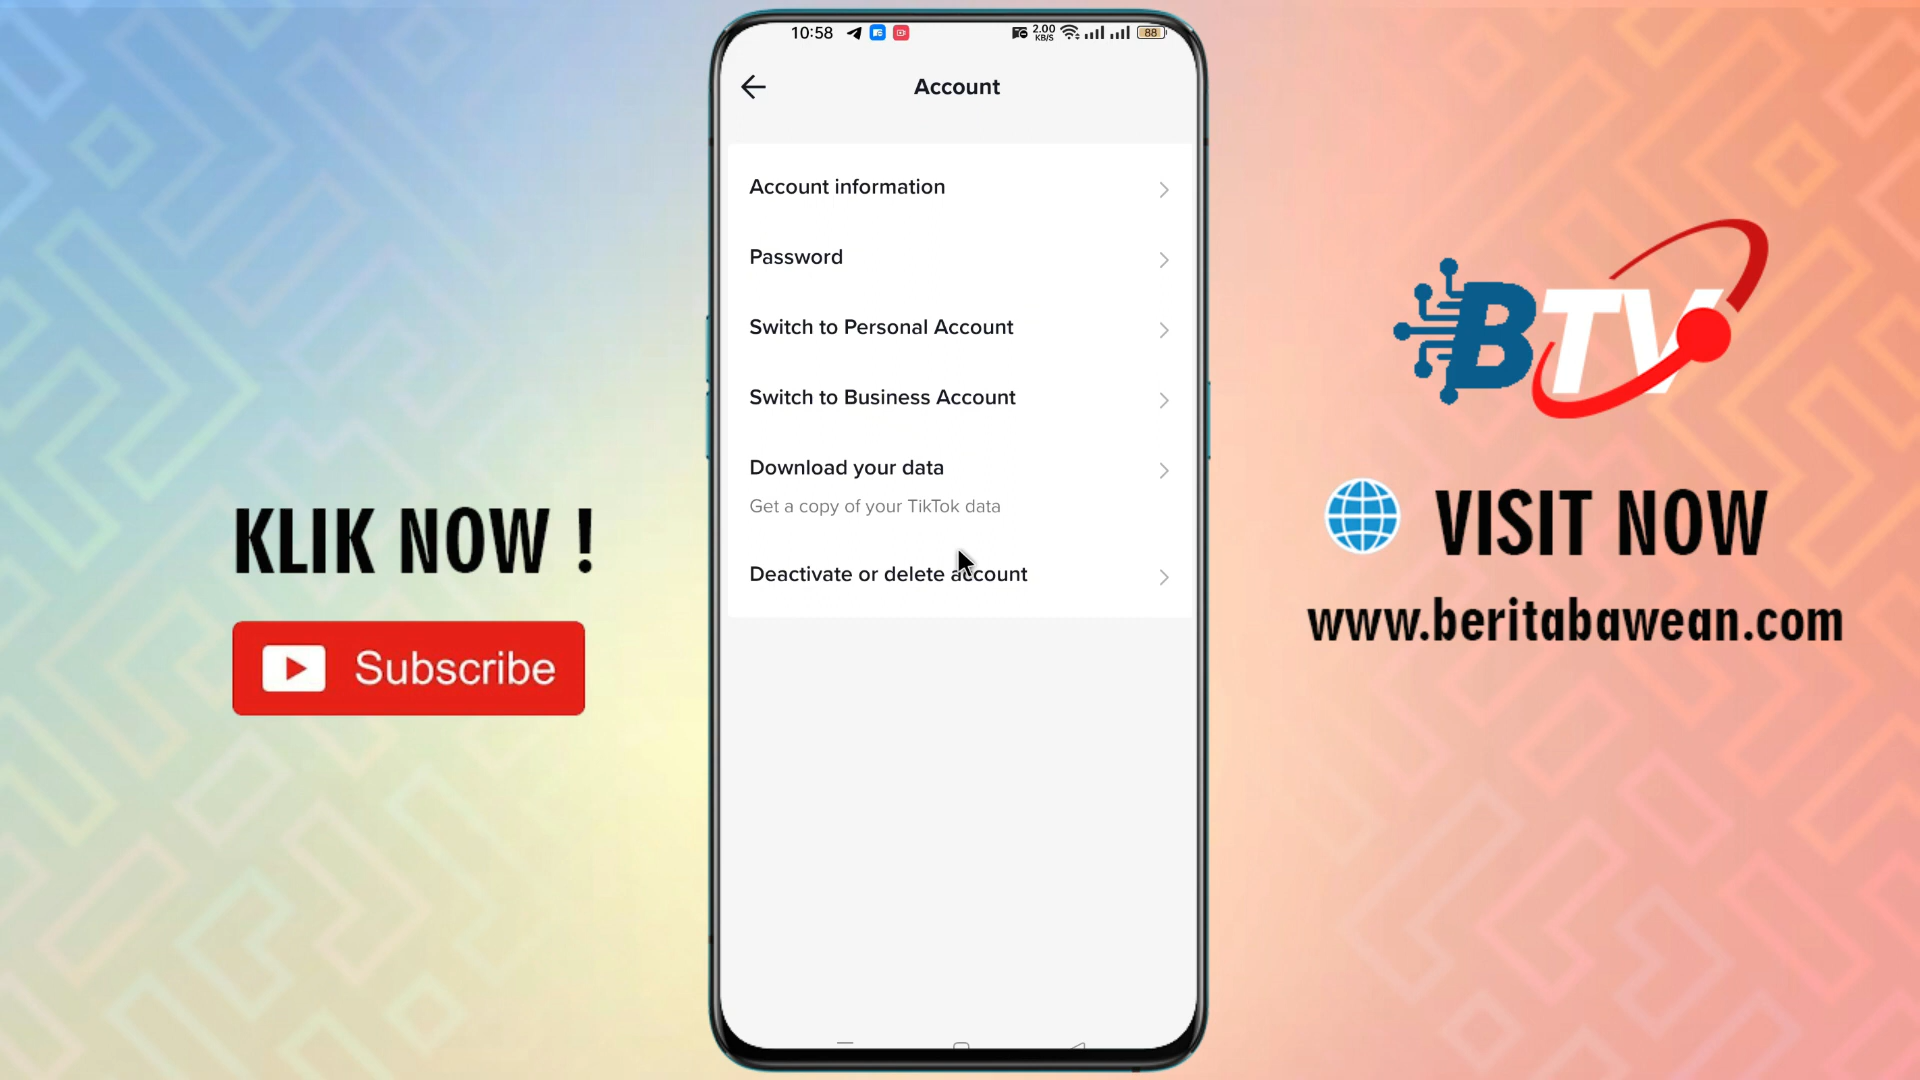 10:58
2.00
KB/S
88
Account
Account information
Password
Switch to Personal Account
Switch to Business Account
Download your data
Get a copy of your TikTok data
Deactivate or delete account
KLIK NOW !
Subscribe
BTV
VISIT NOW
www.beritabawean.com